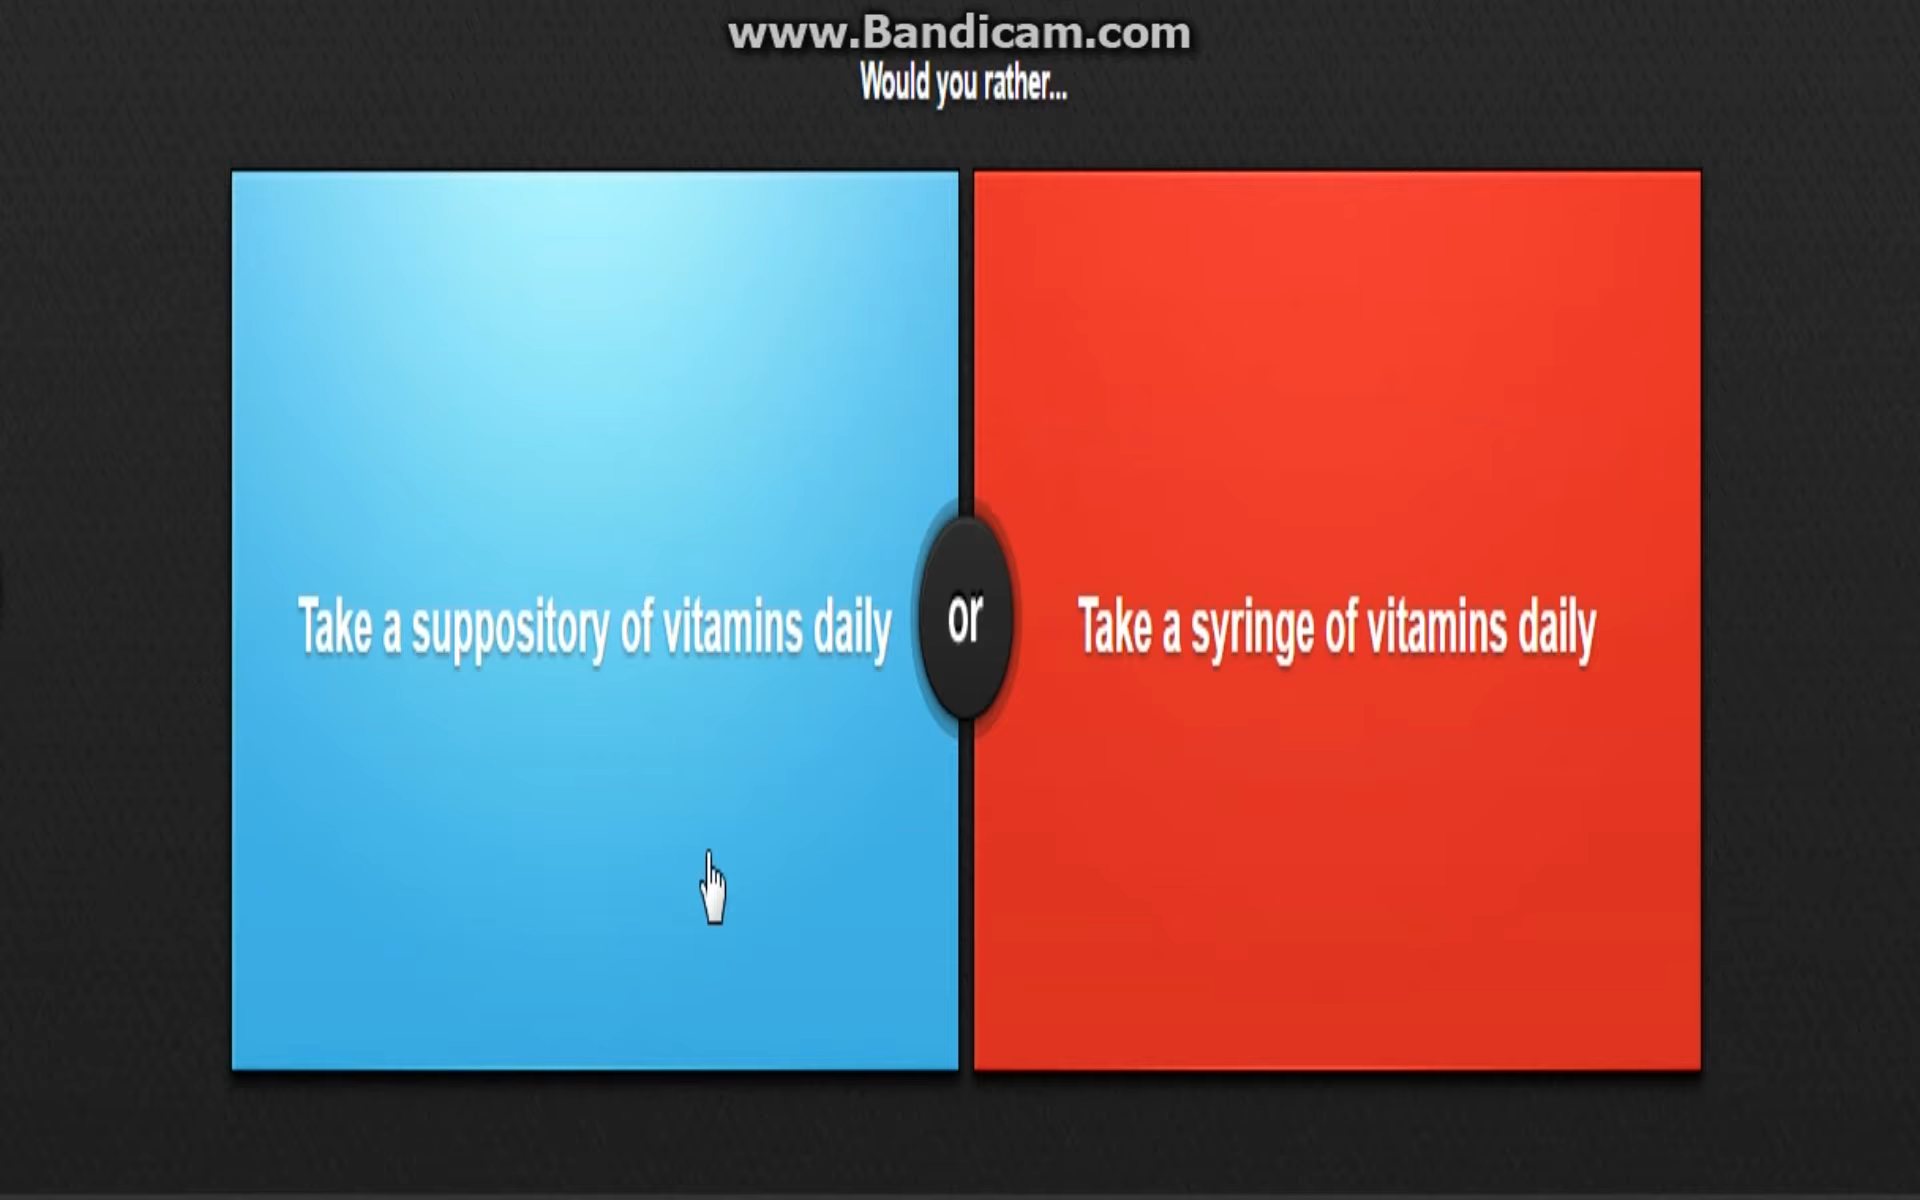 www.Bandicam.com
Would you rather...
Take a suppository of vitamins daily
or
Take a syringe of vitamins daily